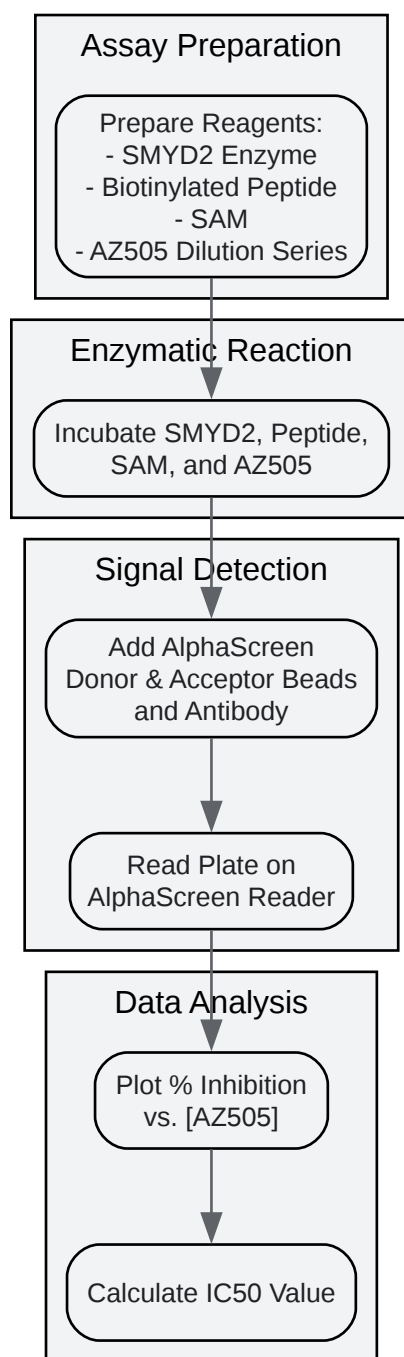 Assay Preparation
Prepare Reagents:
- SMYD2 Enzyme
- Biotinylated Peptide
- SAM
- AZ505 Dilution Series
Enzymatic Reaction
Incubate SMYD2, Peptide,
SAM, and AZ505
Signal Detection
Add AlphaScreen
Donor & Acceptor Beads
and Antibody
Read Plate on
AlphaScreen Reader
Data Analysis
Plot % Inhibition
vs. [AZ505]
Calculate IC50 Value